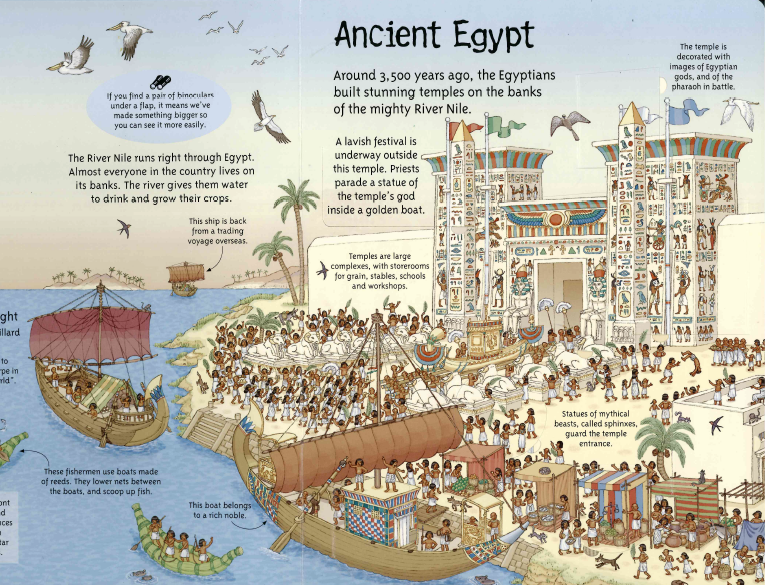 Ancient Egypt
Around 3,500 years ago, the Egyptians
built stunning temples on the banks
of the mighty River Nile.
The temple is
decorated with
images of Egyptian
gods, and of the
pharaoh in battle.
If you find a pair of binoculars
under a flap, it means we've
made something bigger so
you can see it more easily.
A lavish festival is
underway outside
this temple. Priests
parade a statue of
the temple's god
inside a golden boat.
The River Nile runs right through Egypt.
Almost everyone in the country lives on
its banks. The river gives them water
to drink and grow their crops.
This ship is back
from a trading
voyage overseas.
Temples are large
complexes, with storerooms
for grain, stables, schools
and workshops.
ght
illard
to
rpe in
rld".
Statues of mythical
beasts, called sphinxes,
guard the temple
entrance.
These fishermen use boats made
of reeds. They lower nets between
the boats, and scoop up fish.
This boat belongs
to a rich noble.
ont
d
nces
tar